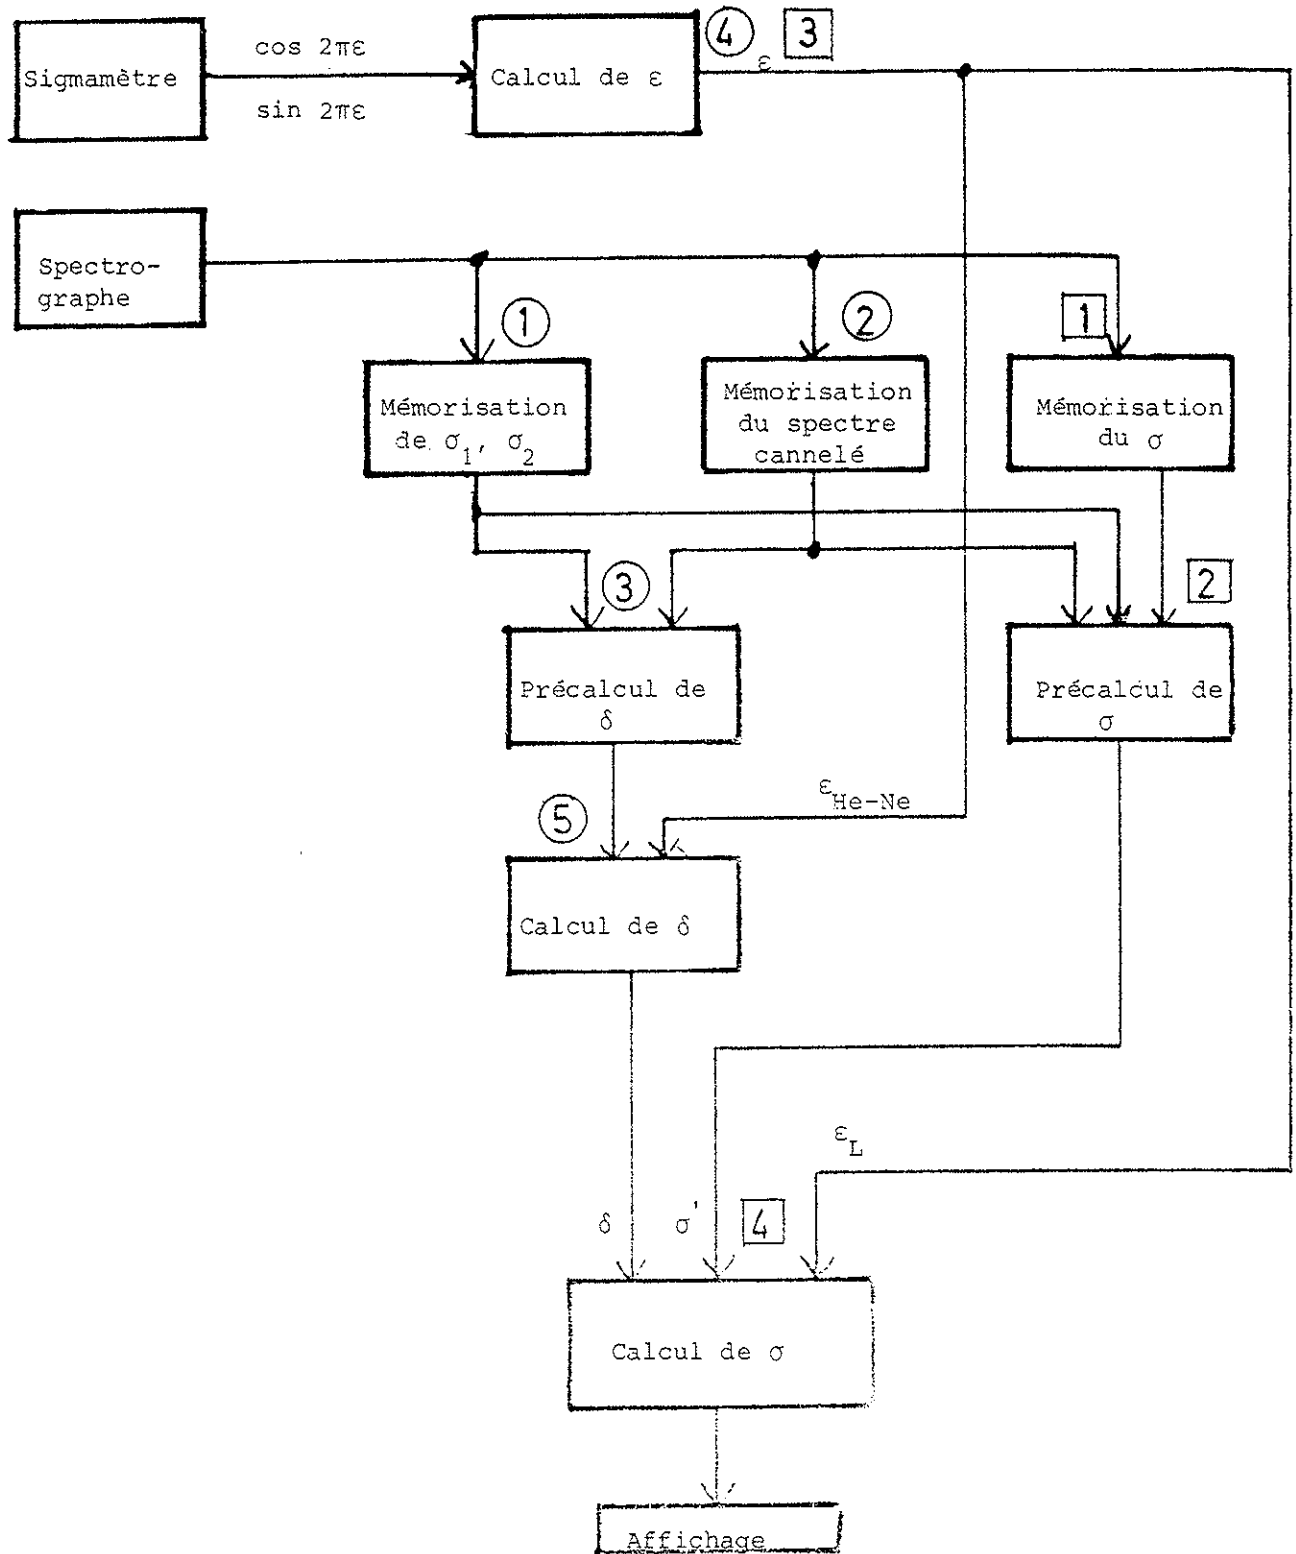 ④ 3
cos 2πε
ε
Sigmamètre
Calcul de ε
sin 2πε
Spectro-
graphe
① ② 1
Mémorisation
de σ1, σ2
Mémorisation
du spectre
cannelé
Mémorisation
du σ
③ 2
Précalcul de
δ
Précalcul de
σ
εHe-Ne
⑤
Calcul de δ
εL
δ σ' 4
Calcul de σ
Affichage